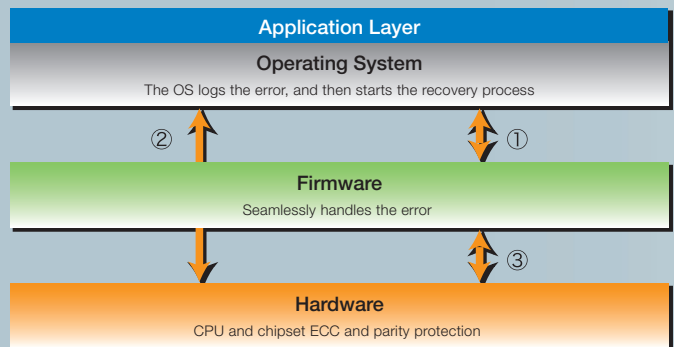 Application Layer
Operating System
The OS logs the error, and then starts the recovery process
② ①
Firmware
Seamlessly handles the error
③
Hardware
CPU and chipset ECC and parity protection